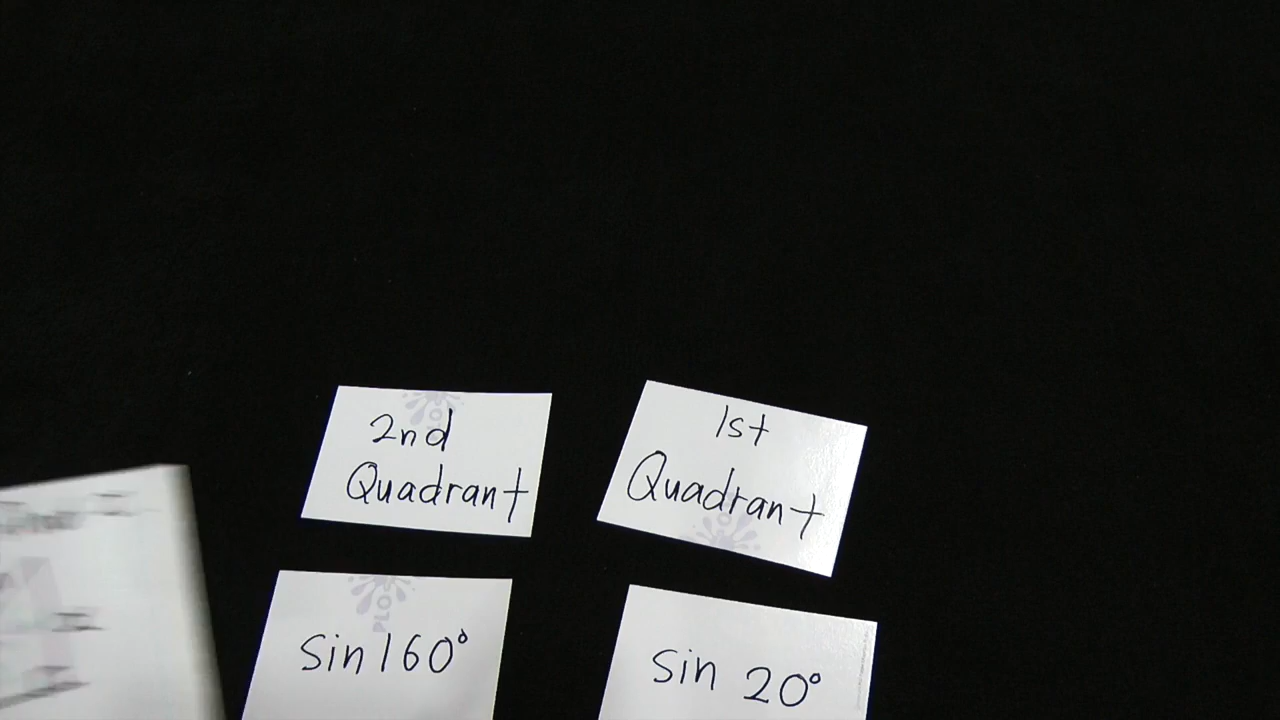 2nd
Quadrant
1st
Quadrant
sin 160°
sin 20°